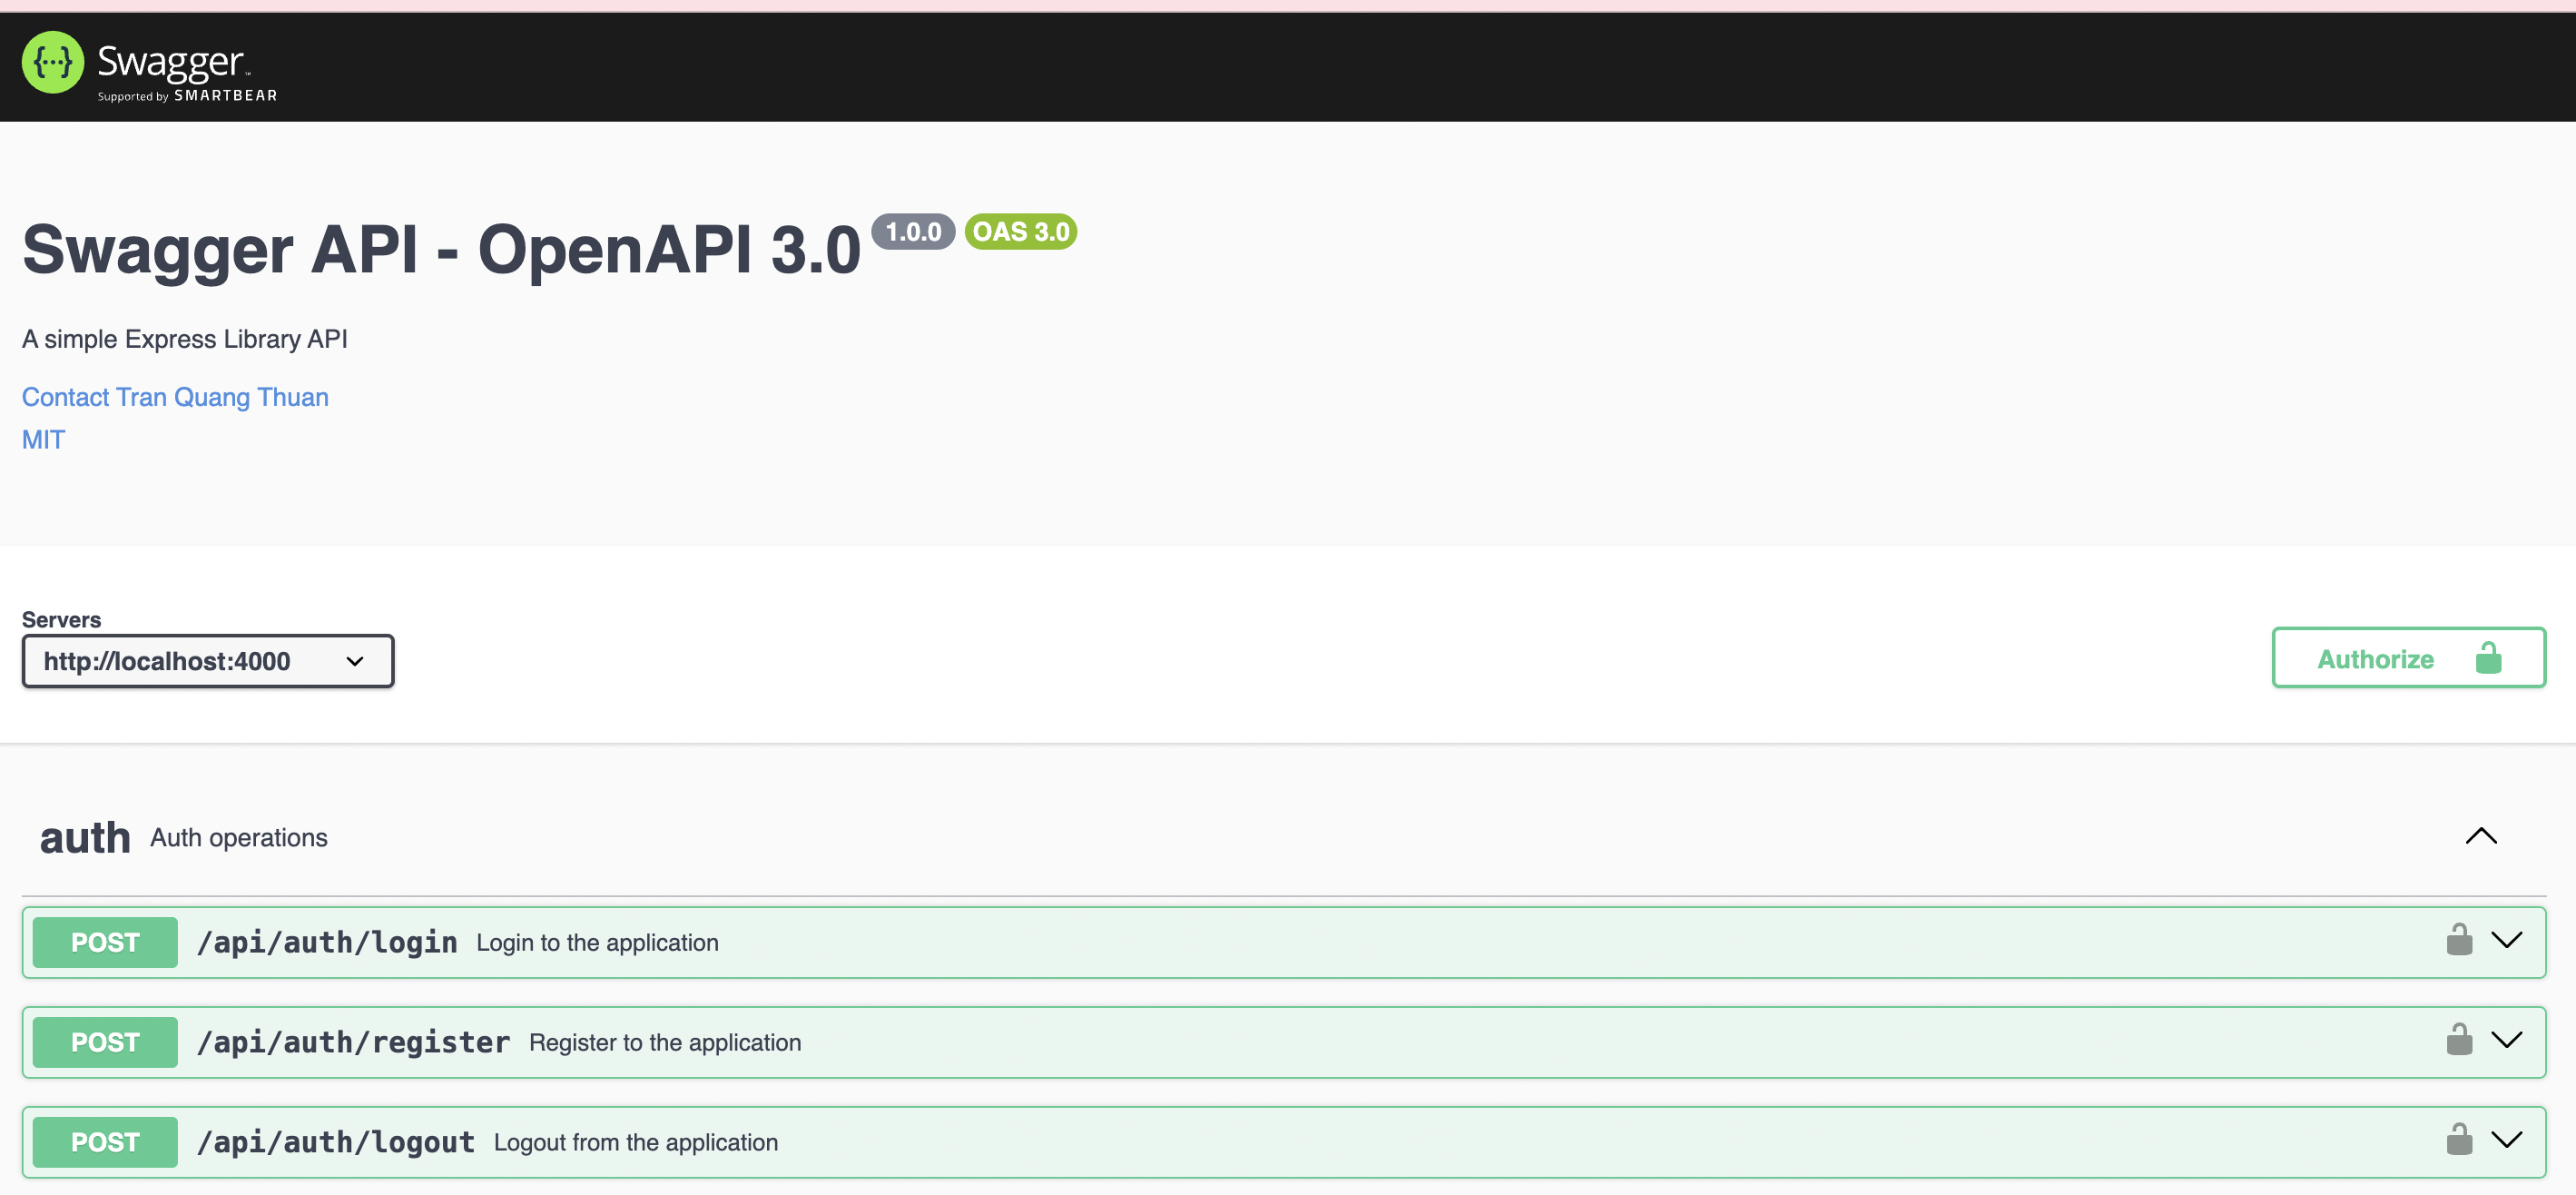 {...} Swagger™
Supported by SMARTBEAR
Swagger API - OpenAPI 3.0 1.0.0 OAS 3.0
A simple Express Library API
Contact Tran Quang Thuan
MIT
Servers
http://localhost:4000
Authorize
auth Auth operations
POST /api/auth/login Login to the application
POST /api/auth/register Register to the application
POST /api/auth/logout Logout from the application